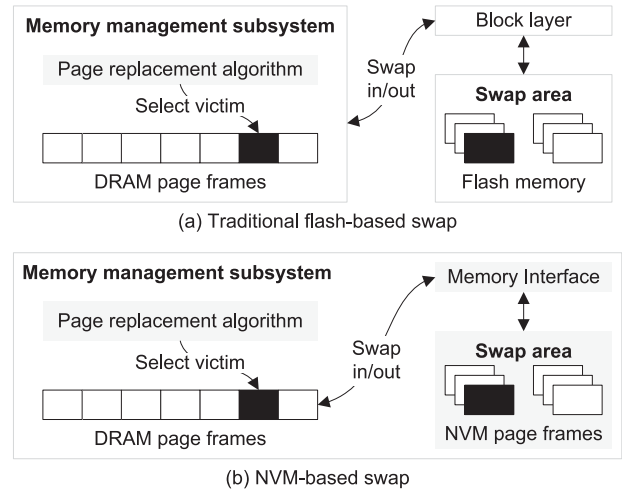 Memory management subsystem
Page replacement algorithm
Select victim
DRAM page frames
Swap
in/out
Block layer
Swap area
Flash memory
(a) Traditional flash-based swap
Memory management subsystem
Page replacement algorithm
Select victim
DRAM page frames
Swap
in/out
Memory Interface
Swap area
NVM page frames
(b) NVM-based swap